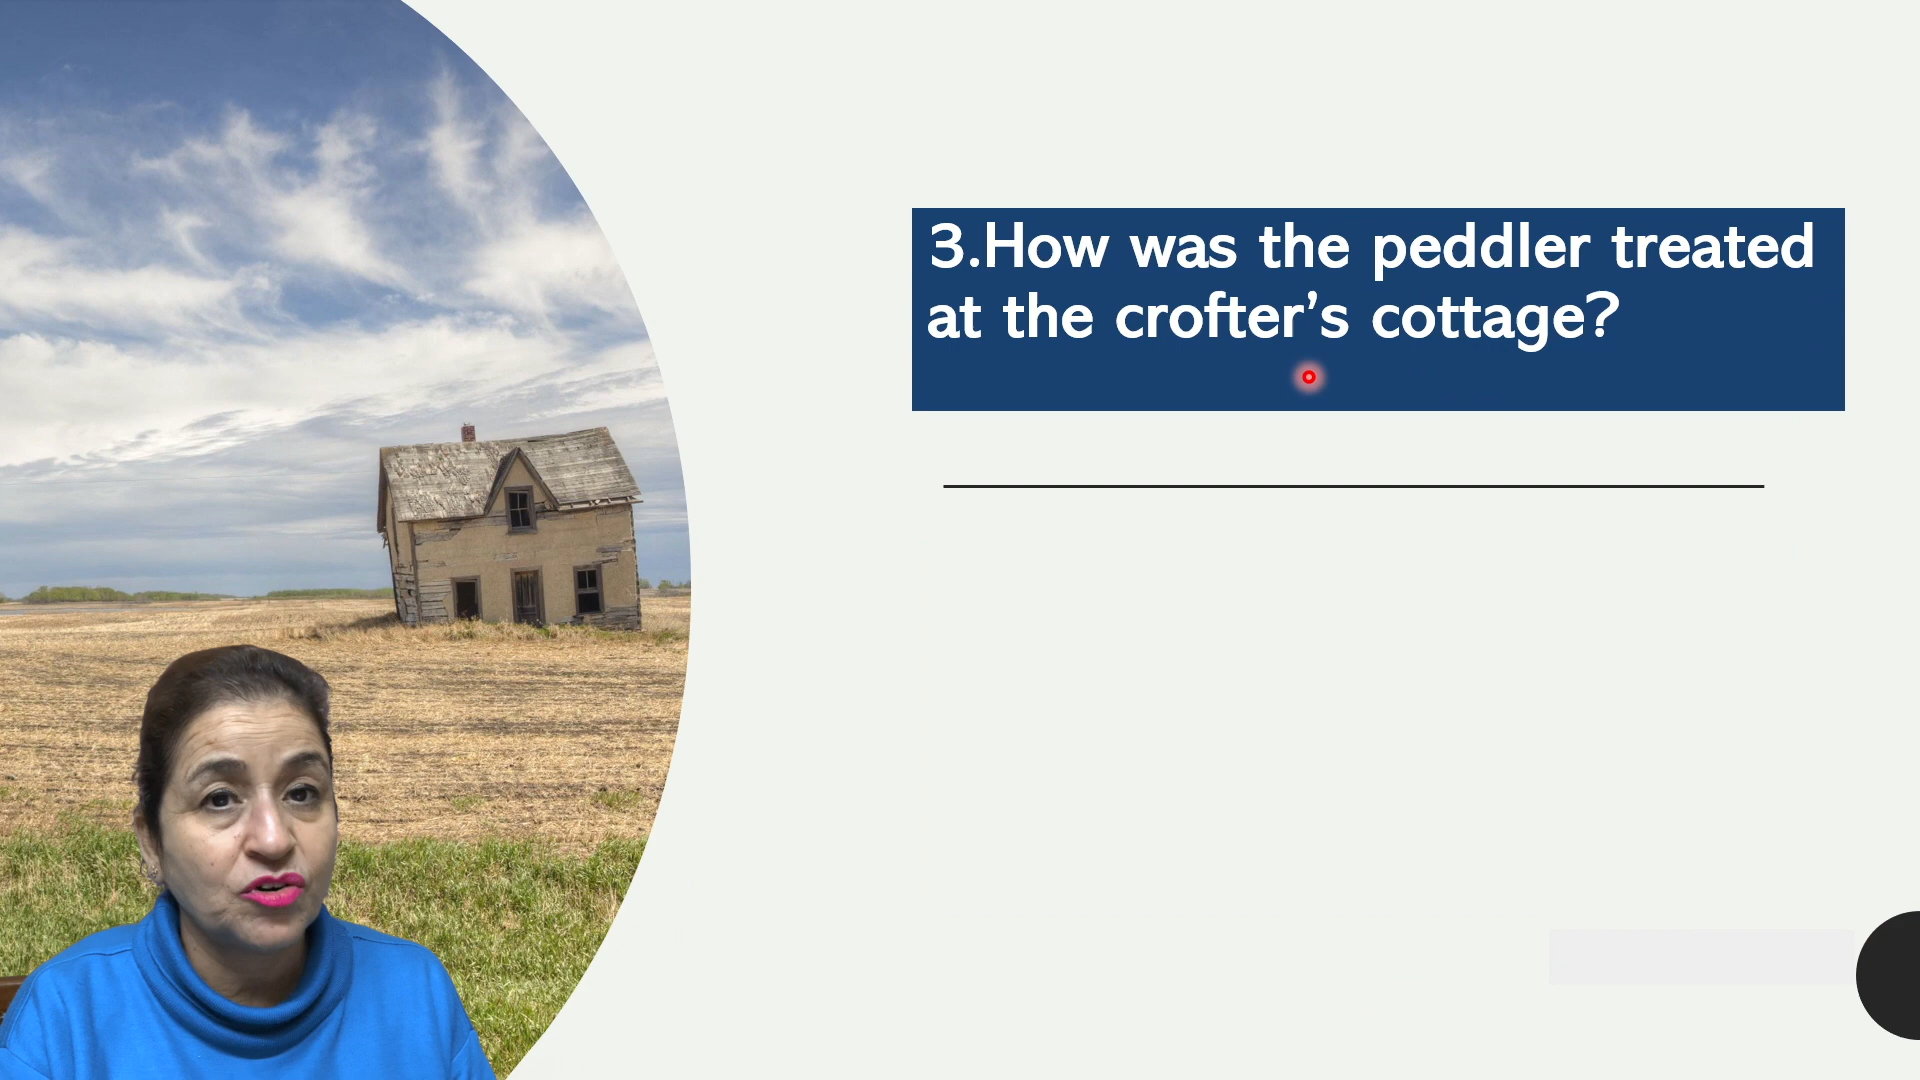 3.How was the peddler treated
at the crofter’s cottage?